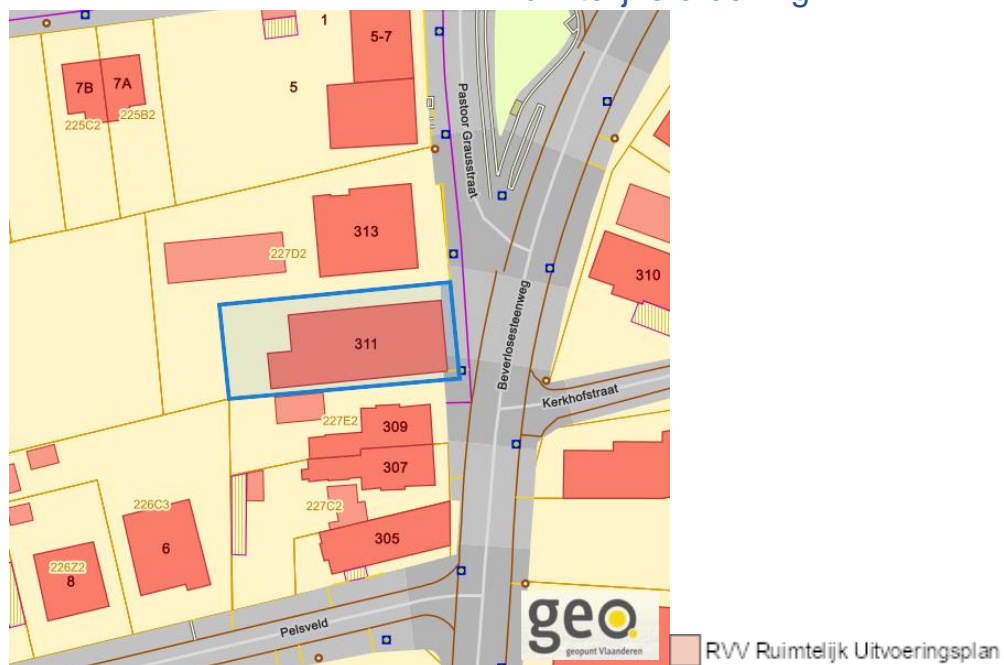 1
5-7
7B
7A
5
225C2
225B2
Pastoor Grausstraat
313
227D2
310
311
Beverlosesteenweg
Kerkhofstraat
227E2
309
307
226C3
227C2
305
6
226Z2
8
Pelsveld
geo
geopunt Vlaanderen
RVV Ruimtelijk Uitvoeringsplan